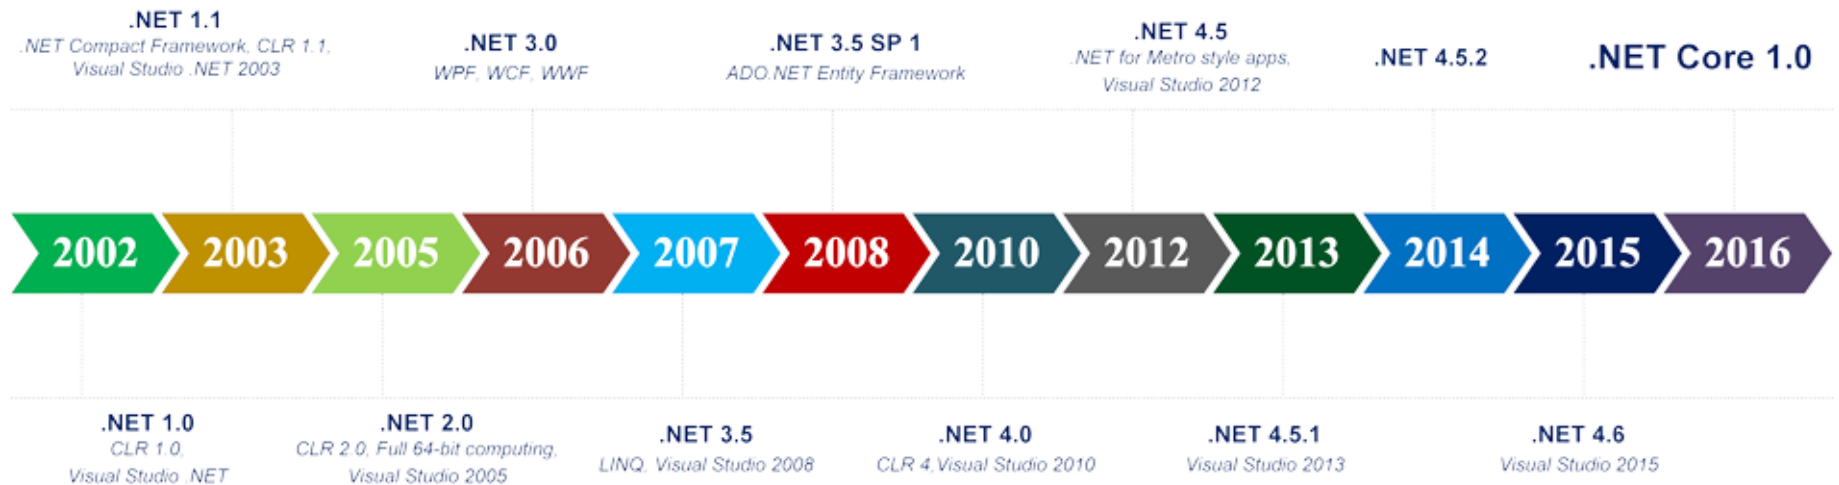 .NET 1.1
.NET Compact Framework, CLR 1.1,
Visual Studio .NET 2003
.NET 3.0
WPF, WCF, WWF
.NET 3.5 SP 1
ADO.NET Entity Framework
.NET 4.5
.NET for Metro style apps,
Visual Studio 2012
.NET 4.5.2
.NET Core 1.0
2002
2003
2005
2006
2007
2008
2010
2012
2013
2014
2015
2016
.NET 1.0
CLR 1.0,
Visual Studio .NET
.NET 2.0
CLR 2.0, Full 64-bit computing,
Visual Studio 2005
.NET 3.5
LINQ, Visual Studio 2008
.NET 4.0
CLR 4,Visual Studio 2010
.NET 4.5.1
Visual Studio 2013
.NET 4.6
Visual Studio 2015